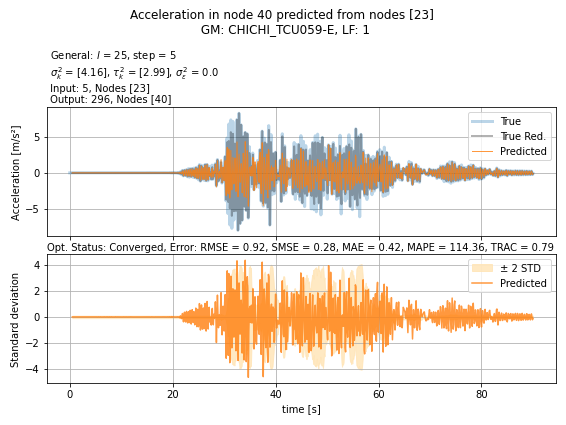 Acceleration in node 40 predicted from nodes [23]
GM: CHICHI_TCU059-E, LF: 1
General: l = 25, step = 5
σ²ₖ = [4.16], τ²ₖ = [2.99], σ²ε = 0.0
Input: 5, Nodes [23]
Output: 296, Nodes [40]
True
True Red.
Predicted
Acceleration [m/s²]
5
0
−5
Opt. Status: Converged, Error: RMSE = 0.92, SMSE = 0.28, MAE = 0.42, MAPE = 114.36, TRAC = 0.79
± 2 STD
Predicted
Standard deviation
4
2
0
−2
−4
0 20 40 60 80
time [s]